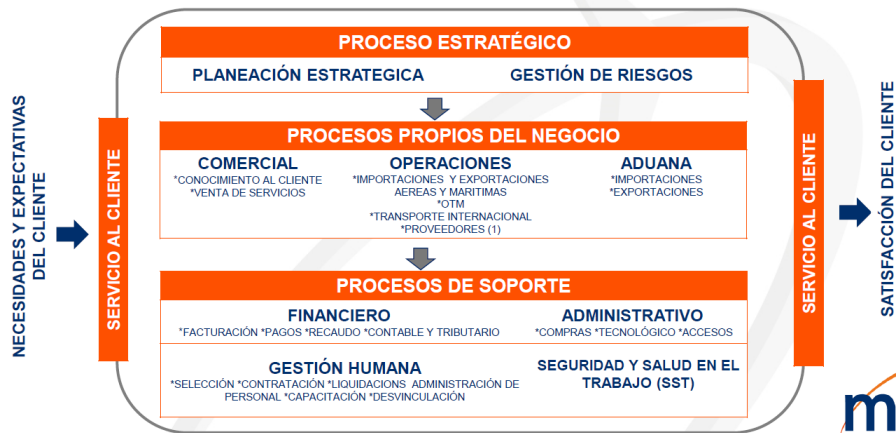 NECESIDADES Y EXPECTATIVAS
DEL CLIENTE
SERVICIO AL CLIENTE
PROCESO ESTRATÉGICO
PLANEACIÓN ESTRATEGICA
GESTIÓN DE RIESGOS
PROCESOS PROPIOS DEL NEGOCIO
COMERCIAL
*CONOCIMIENTO AL CLIENTE
*VENTA DE SERVICIOS
OPERACIONES
*IMPORTACIONES Y EXPORTACIONES
AEREAS Y MARITIMAS
*OTM
*TRANSPORTE INTERNACIONAL
*PROVEEDORES (1)
ADUANA
*IMPORTACIONES
*EXPORTACIONES
PROCESOS DE SOPORTE
FINANCIERO
*FACTURACIÓN *PAGOS *RECAUDO *CONTABLE Y TRIBUTARIO
ADMINISTRATIVO
*COMPRAS *TECNOLÓGICO *ACCESOS
GESTIÓN HUMANA
*SELECCIÓN *CONTRATACIÓN *LIQUIDACIONS ADMINISTRACIÓN DE
PERSONAL *CAPACITACIÓN *DESVINCULACIÓN
SEGURIDAD Y SALUD EN EL
TRABAJO (SST)
SERVICIO AL CLIENTE
SATISFACCIÓN DEL CLIENTE
m